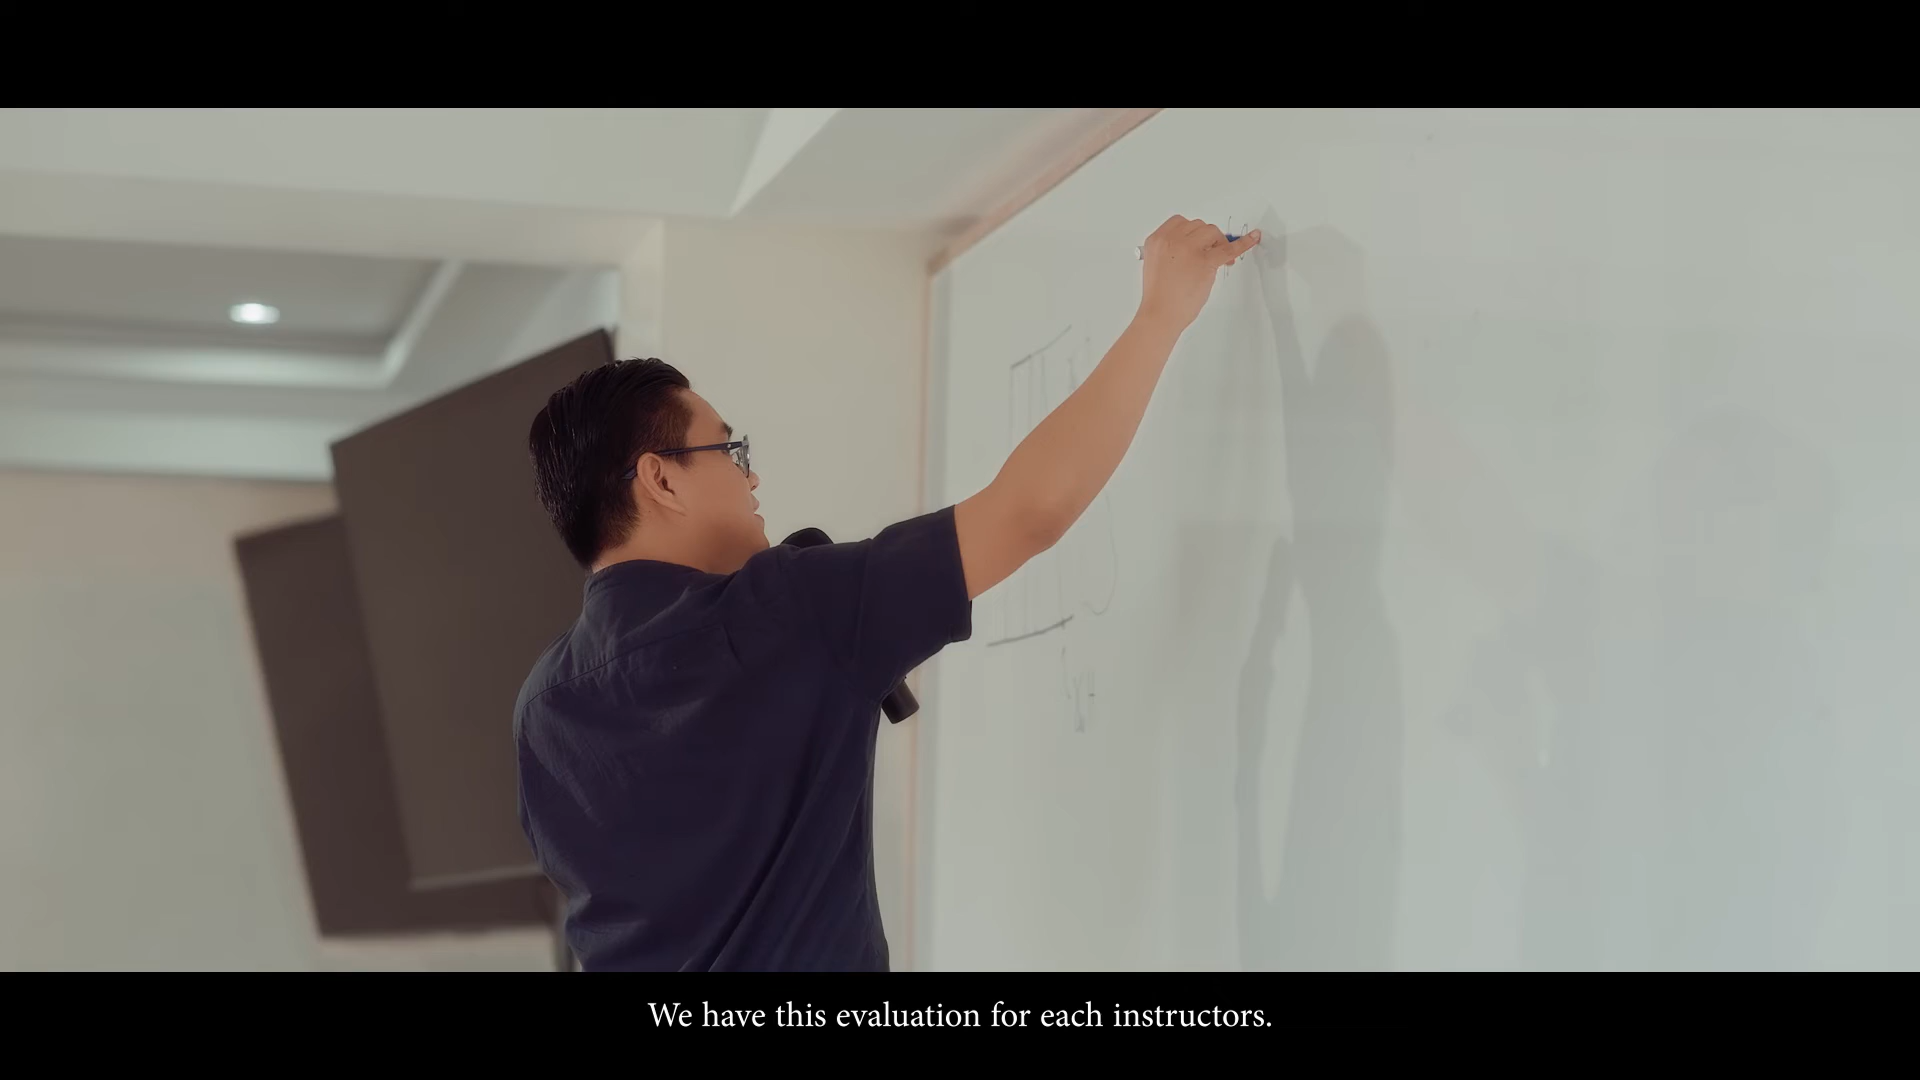 We have this evaluation for each instructors.